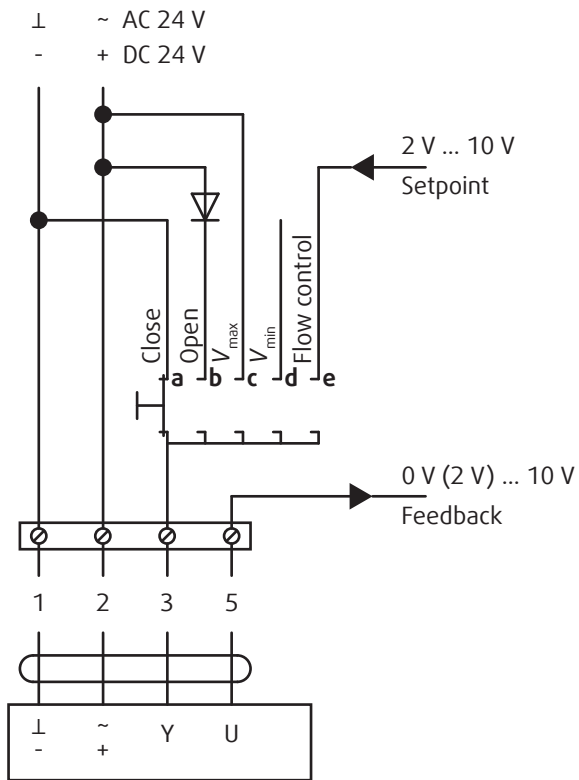 ⊥ ~ AC 24 V
- + DC 24 V
2 V ... 10 V
Setpoint
Close
Open
Vmax
Vmin
Flow control
a b c d e
0 V (2 V) ... 10 V
Feedback
1 2 3 5
⊥ ~ Y U
- +